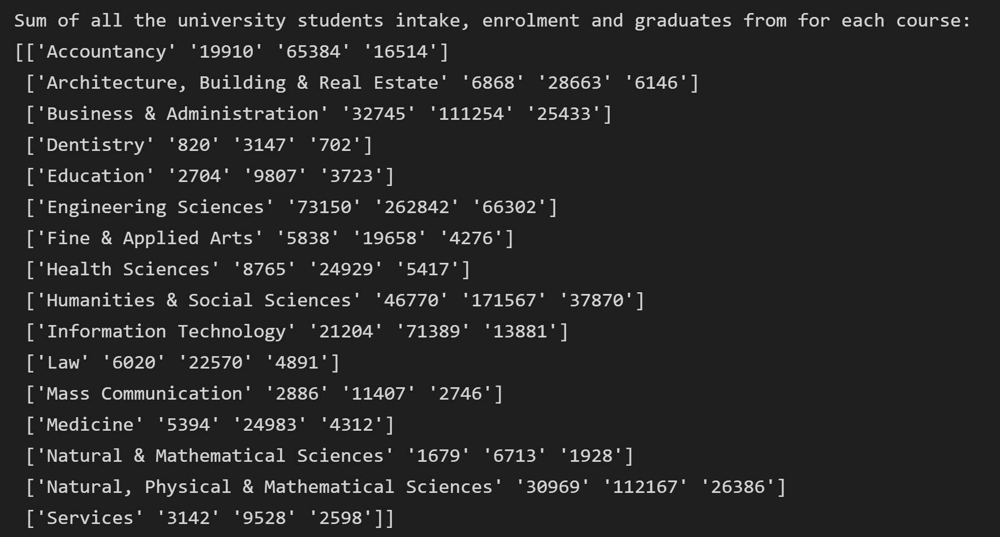 Sum of all the university students intake, enrolment and graduates from for each course:
[['Accountancy' '19910' '65384' '16514']
['Architecture, Building & Real Estate' '6868' '28663' '6146']
['Business & Administration' '32745' '111254' '25433']
['Dentistry' '820' '3147' '702']
['Education' '2704' '9807' '3723']
['Engineering Sciences' '73150' '262842' '66302']
['Fine & Applied Arts' '5838' '19658' '4276']
['Health Sciences' '8765' '24929' '5417']
['Humanities & Social Sciences' '46770' '171567' '37870']
['Information Technology' '21204' '71389' '13881']
['Law' '6020' '22570' '4891']
['Mass Communication' '2886' '11407' '2746']
['Medicine' '5394' '24983' '4312']
['Natural & Mathematical Sciences' '1679' '6713' '1928']
['Natural, Physical & Mathematical Sciences' '30969' '112167' '26386']
['Services' '3142' '9528' '2598']]